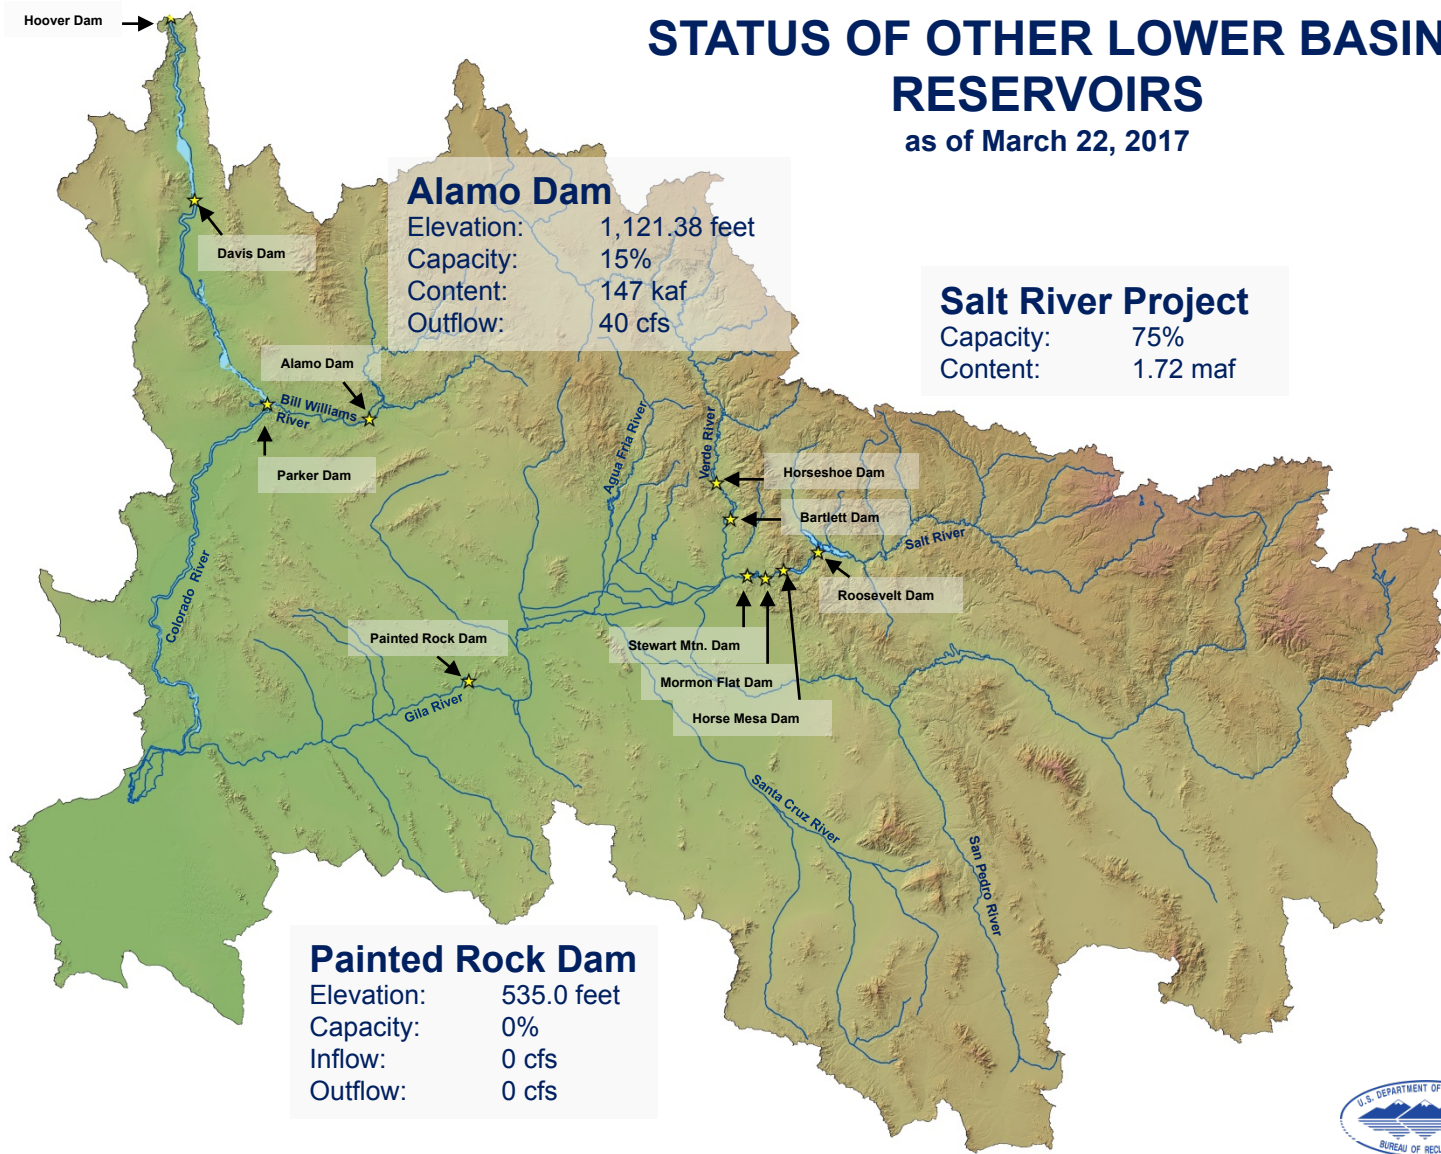 STATUS OF OTHER LOWER BASIN
RESERVOIRS
as of March 22, 2017
Hoover Dam
Alamo Dam
Elevation: 1,121.38 feet
Capacity: 15%
Content: 147 kaf
Outflow: 40 cfs
Davis Dam
Salt River Project
Capacity: 75%
Content: 1.72 maf
Alamo Dam
Bill Williams
River
Parker Dam
Agua Fria River
Verde River
Horseshoe Dam
Bartlett Dam
Salt River
Roosevelt Dam
Colorado River
Painted Rock Dam
Stewart Mtn. Dam
Mormon Flat Dam
Horse Mesa Dam
Gila River
Santa Cruz River
San Pedro River
Painted Rock Dam
Elevation: 535.0 feet
Capacity: 0%
Inflow: 0 cfs
Outflow: 0 cfs
U.S. DEPARTMENT OF
BUREAU OF